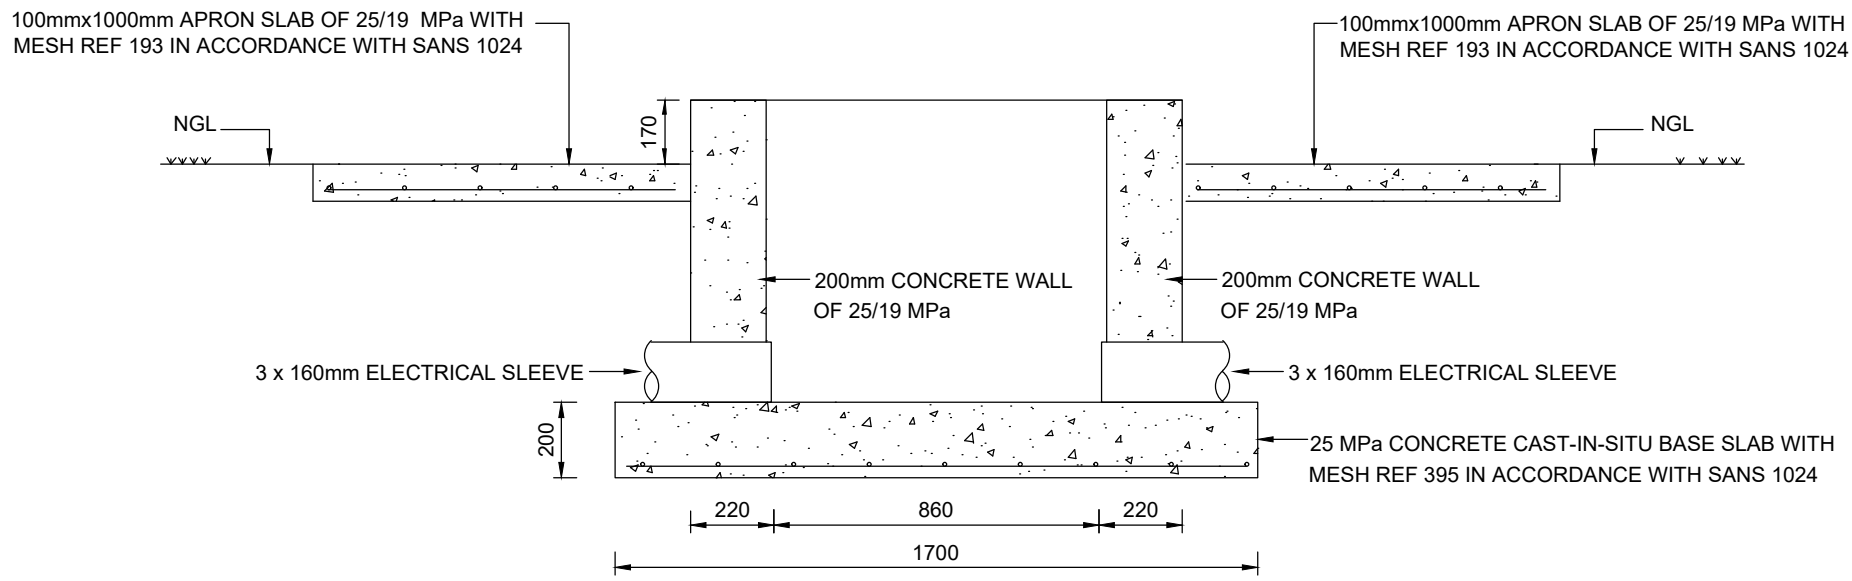 100mmx1000mm APRON SLAB OF 25/19 MPa WITH
MESH REF 193 IN ACCORDANCE WITH SANS 1024
100mmx1000mm APRON SLAB OF 25/19 MPa WITH
MESH REF 193 IN ACCORDANCE WITH SANS 1024
NGL
170
NGL
200mm CONCRETE WALL
OF 25/19 MPa
200mm CONCRETE WALL
OF 25/19 MPa
3 x 160mm ELECTRICAL SLEEVE
3 x 160mm ELECTRICAL SLEEVE
200
25 MPa CONCRETE CAST-IN-SITU BASE SLAB WITH
MESH REF 395 IN ACCORDANCE WITH SANS 1024
220
860
220
1700